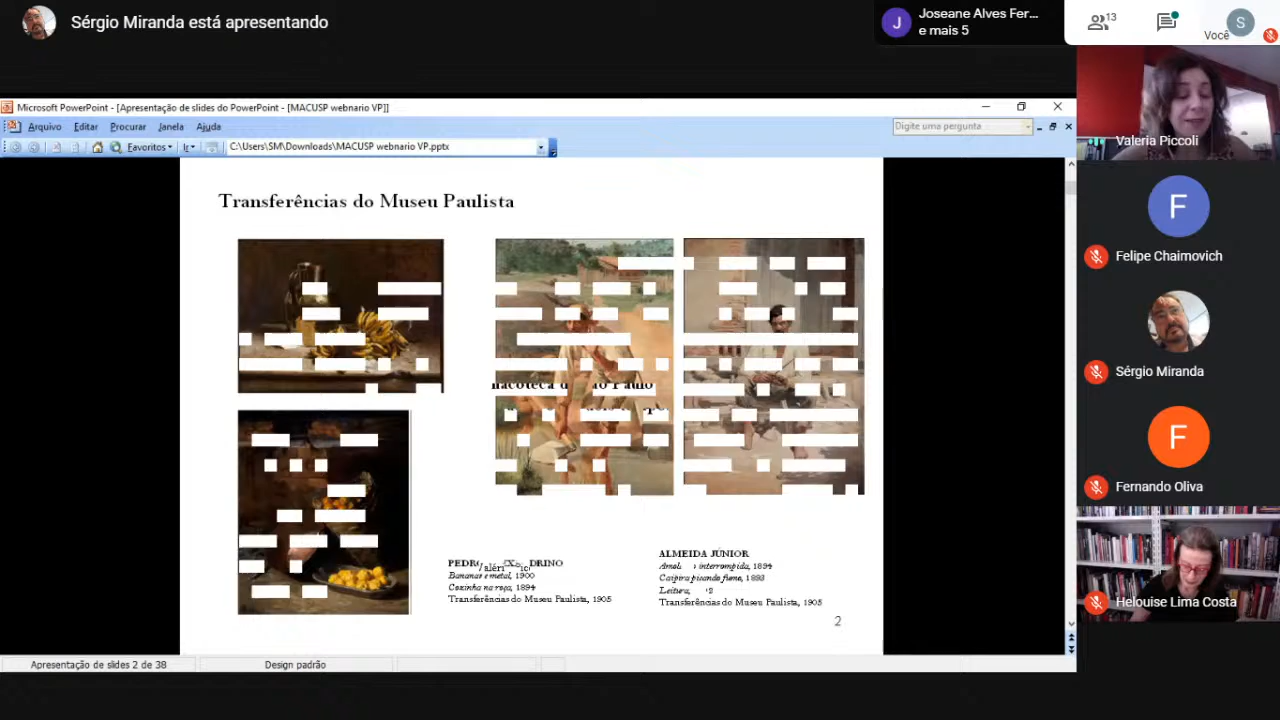 Sérgio Miranda está apresentando
J
Joseane Alves Fer...
e mais 5
13
S
Você
Microsoft PowerPoint - [Apresentação de slides do PowerPoint - [MACUSP webnario VP]]
Arquivo Editar Procurar Janela Ajuda
Digite uma pergunta
Favoritos
Ir
C:\Users\SM\Downloads\MACUSP webnario VP.pptx
Transferências do Museu Paulista
PEDRO DRINO
Bananas e metal, 1900
Cozinha na roça, 1894
Transferências do Museu Paulista, 1905
ALMEIDA JÚNIOR
interrompida, 1894
Caipira picando fumo, 1893
Leitura,
Transferências do Museu Paulista, 1905
2
Apresentação de slides 2 de 38
Design padrão
Valeria Piccoli
F
Felipe Chaimovich
Sérgio Miranda
F
Fernando Oliva
Helouise Lima Costa